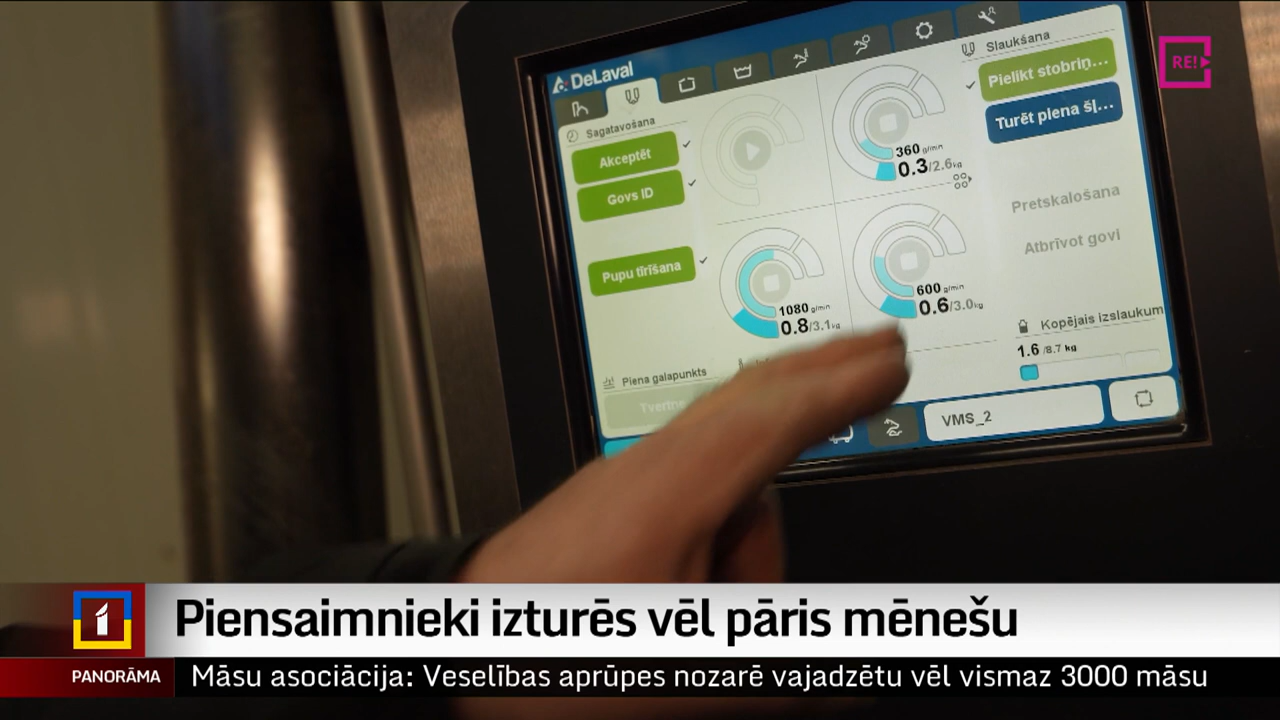 DeLaval
RE!
Slaukšana
Pielikt stobriņ...
Turēt piena šļ...
Sagatavošana
Akceptēt
Govs ID
Pupu tīrīšana
360 g/min
0.3/2.6 kg
1080 g/min
0.8/3.1 kg
600 g/min
0.6/3.0 kg
Pretskalošana
Atbrīvot govi
Kopējais izslaukum
1.6 /8.7 kg
Piena galapunkts
VMS_2
1
Piensaimnieki izturēs vēl pāris mēnešu
PANORĀMA
Māsu asociācija: Veselības aprūpes nozarē vajadzētu vēl vismaz 3000 māsu